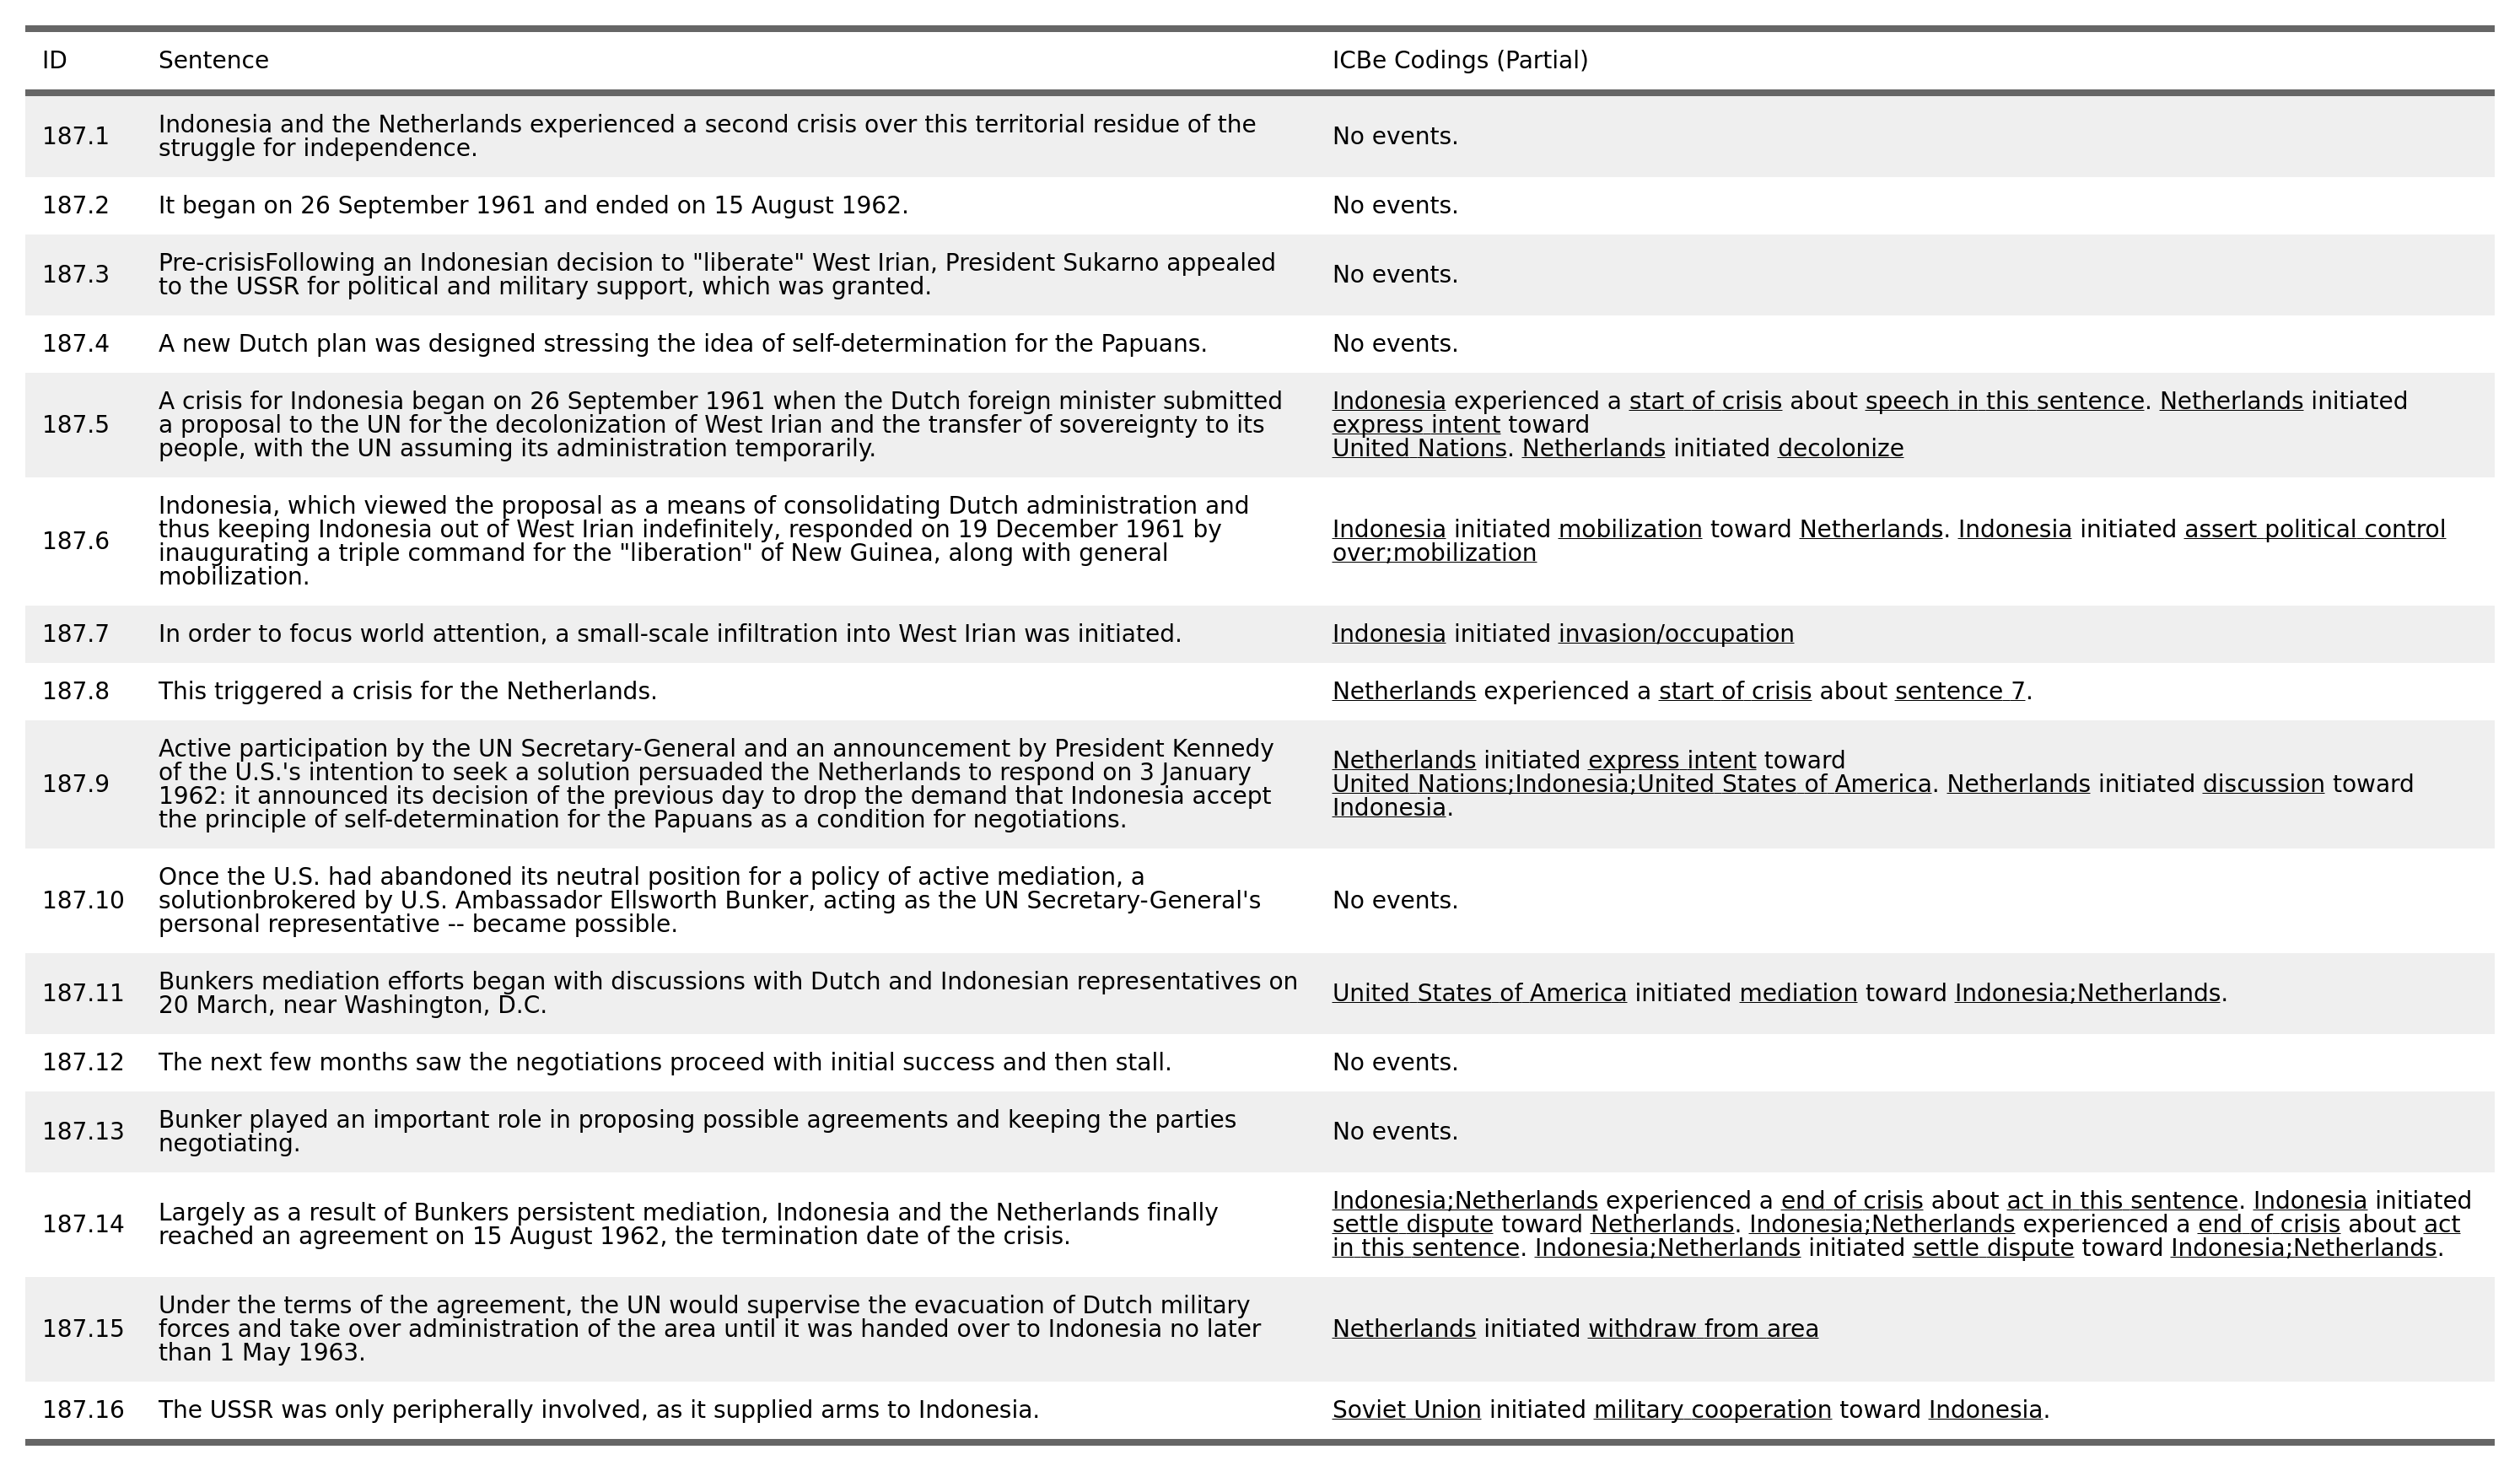 ID Sentence ICBe Codings (Partial)
187.1 Indonesia and the Netherlands experienced a second crisis over this territorial residue of the
struggle for independence. No events.
187.2 It began on 26 September 1961 and ended on 15 August 1962. No events.
187.3 Pre-crisisFollowing an Indonesian decision to "liberate" West Irian, President Sukarno appealed
to the USSR for political and military support, which was granted. No events.
187.4 A new Dutch plan was designed stressing the idea of self-determination for the Papuans. No events.
187.5
A crisis for Indonesia began on 26 September 1961 when the Dutch foreign minister submitted
a proposal to the UN for the decolonization of West Irian and the transfer of sovereignty to its
people, with the UN assuming its administration temporarily.
Indonesia experienced a start of crisis about speech in this sentence. Netherlands initiated
express intent toward
United Nations. Netherlands initiated decolonize
187.6
Indonesia, which viewed the proposal as a means of consolidating Dutch administration and
thus keeping Indonesia out of West Irian indefinitely, responded on 19 December 1961 by
inaugurating a triple command for the "liberation" of New Guinea, along with general
mobilization.
Indonesia initiated mobilization toward Netherlands. Indonesia initiated assert political control
over;mobilization
187.7 In order to focus world attention, a small-scale infiltration into West Irian was initiated. Indonesia initiated invasion/occupation
187.8 This triggered a crisis for the Netherlands. Netherlands experienced a start of crisis about sentence 7.
187.9
Active participation by the UN Secretary-General and an announcement by President Kennedy
of the U.S.'s intention to seek a solution persuaded the Netherlands to respond on 3 January
1962: it announced its decision of the previous day to drop the demand that Indonesia accept
the principle of self-determination for the Papuans as a condition for negotiations.
Netherlands initiated express intent toward
United Nations;Indonesia;United States of America. Netherlands initiated discussion toward
Indonesia.
187.10
Once the U.S. had abandoned its neutral position for a policy of active mediation, a
solutionbrokered by U.S. Ambassador Ellsworth Bunker, acting as the UN Secretary-General's
personal representative -- became possible.
No events.
187.11
Bunkers mediation efforts began with discussions with Dutch and Indonesian representatives on
20 March, near Washington, D.C.
United States of America initiated mediation toward Indonesia;Netherlands.
187.12 The next few months saw the negotiations proceed with initial success and then stall. No events.
187.13
Bunker played an important role in proposing possible agreements and keeping the parties
negotiating.
No events.
187.14
Largely as a result of Bunkers persistent mediation, Indonesia and the Netherlands finally
reached an agreement on 15 August 1962, the termination date of the crisis.
Indonesia;Netherlands experienced a end of crisis about act in this sentence. Indonesia initiated
settle dispute toward Netherlands. Indonesia;Netherlands experienced a end of crisis about act
in this sentence. Indonesia;Netherlands initiated settle dispute toward Indonesia;Netherlands.
187.15
Under the terms of the agreement, the UN would supervise the evacuation of Dutch military
forces and take over administration of the area until it was handed over to Indonesia no later
than 1 May 1963.
Netherlands initiated withdraw from area
187.16 The USSR was only peripherally involved, as it supplied arms to Indonesia. Soviet Union initiated military cooperation toward Indonesia.